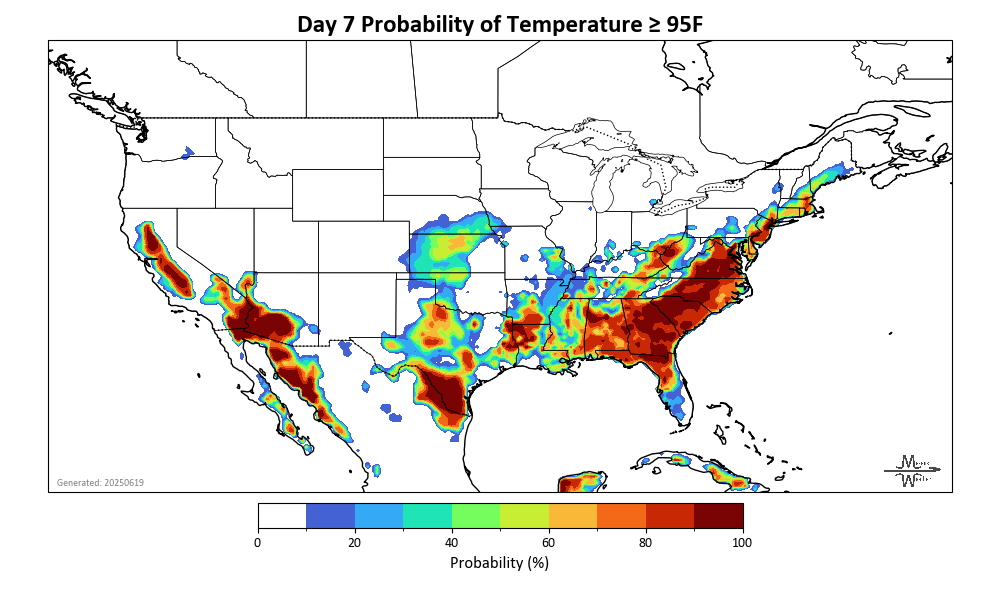 Day 7 Probability of Temperature ≥ 95F
Generated: 20250619
0 20 40 60 80 100
Probability (%)